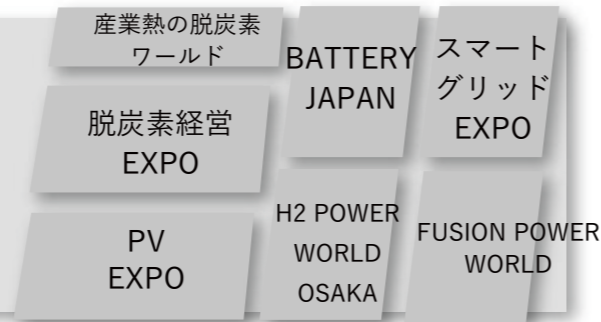 産業熱の脱炭素
ワールド
BATTERY
JAPAN
スマート
グリッド
EXPO
脱炭素経営
EXPO
PV
EXPO
H2 POWER
WORLD
OSAKA
FUSION POWER
WORLD